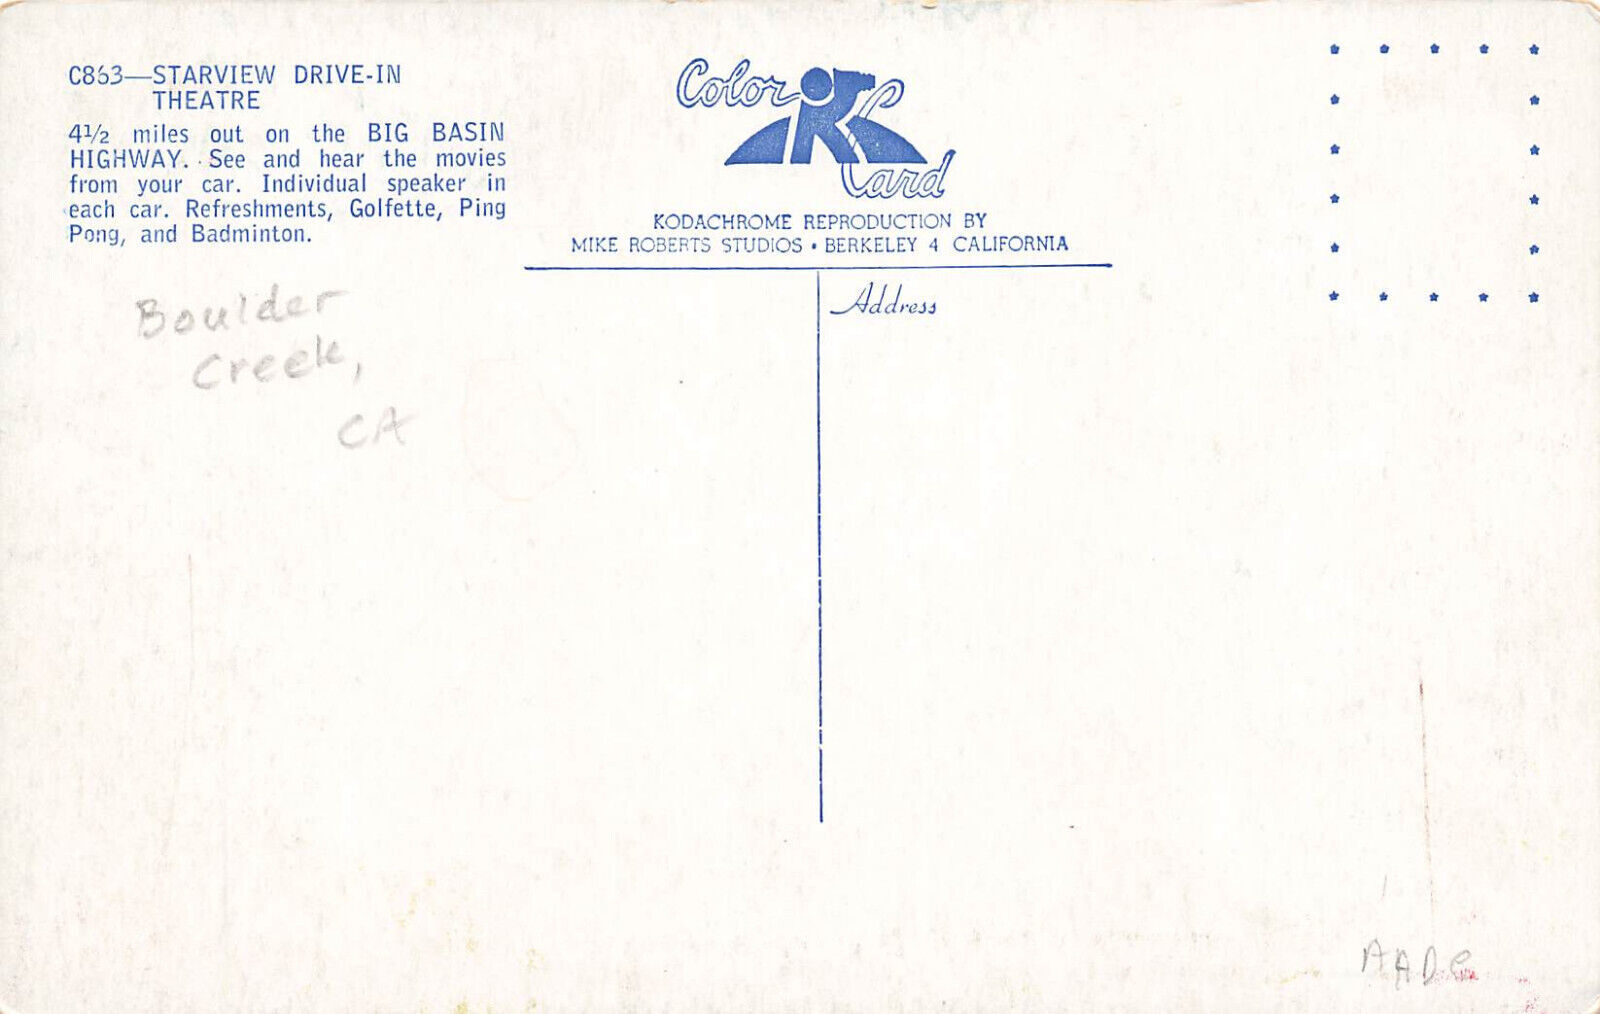 C863—STARVIEW DRIVE-IN
THEATRE
4½ miles out on the BIG BASIN
HIGHWAY. See and hear the movies
from your car. Individual speaker in
each car. Refreshments, Golfette, Ping
Pong, and Badminton.
Boulder
Creek,
CA
Color
Card
KODACHROME REPRODUCTION BY
MIKE ROBERTS STUDIOS • BERKELEY 4 CALIFORNIA
Address